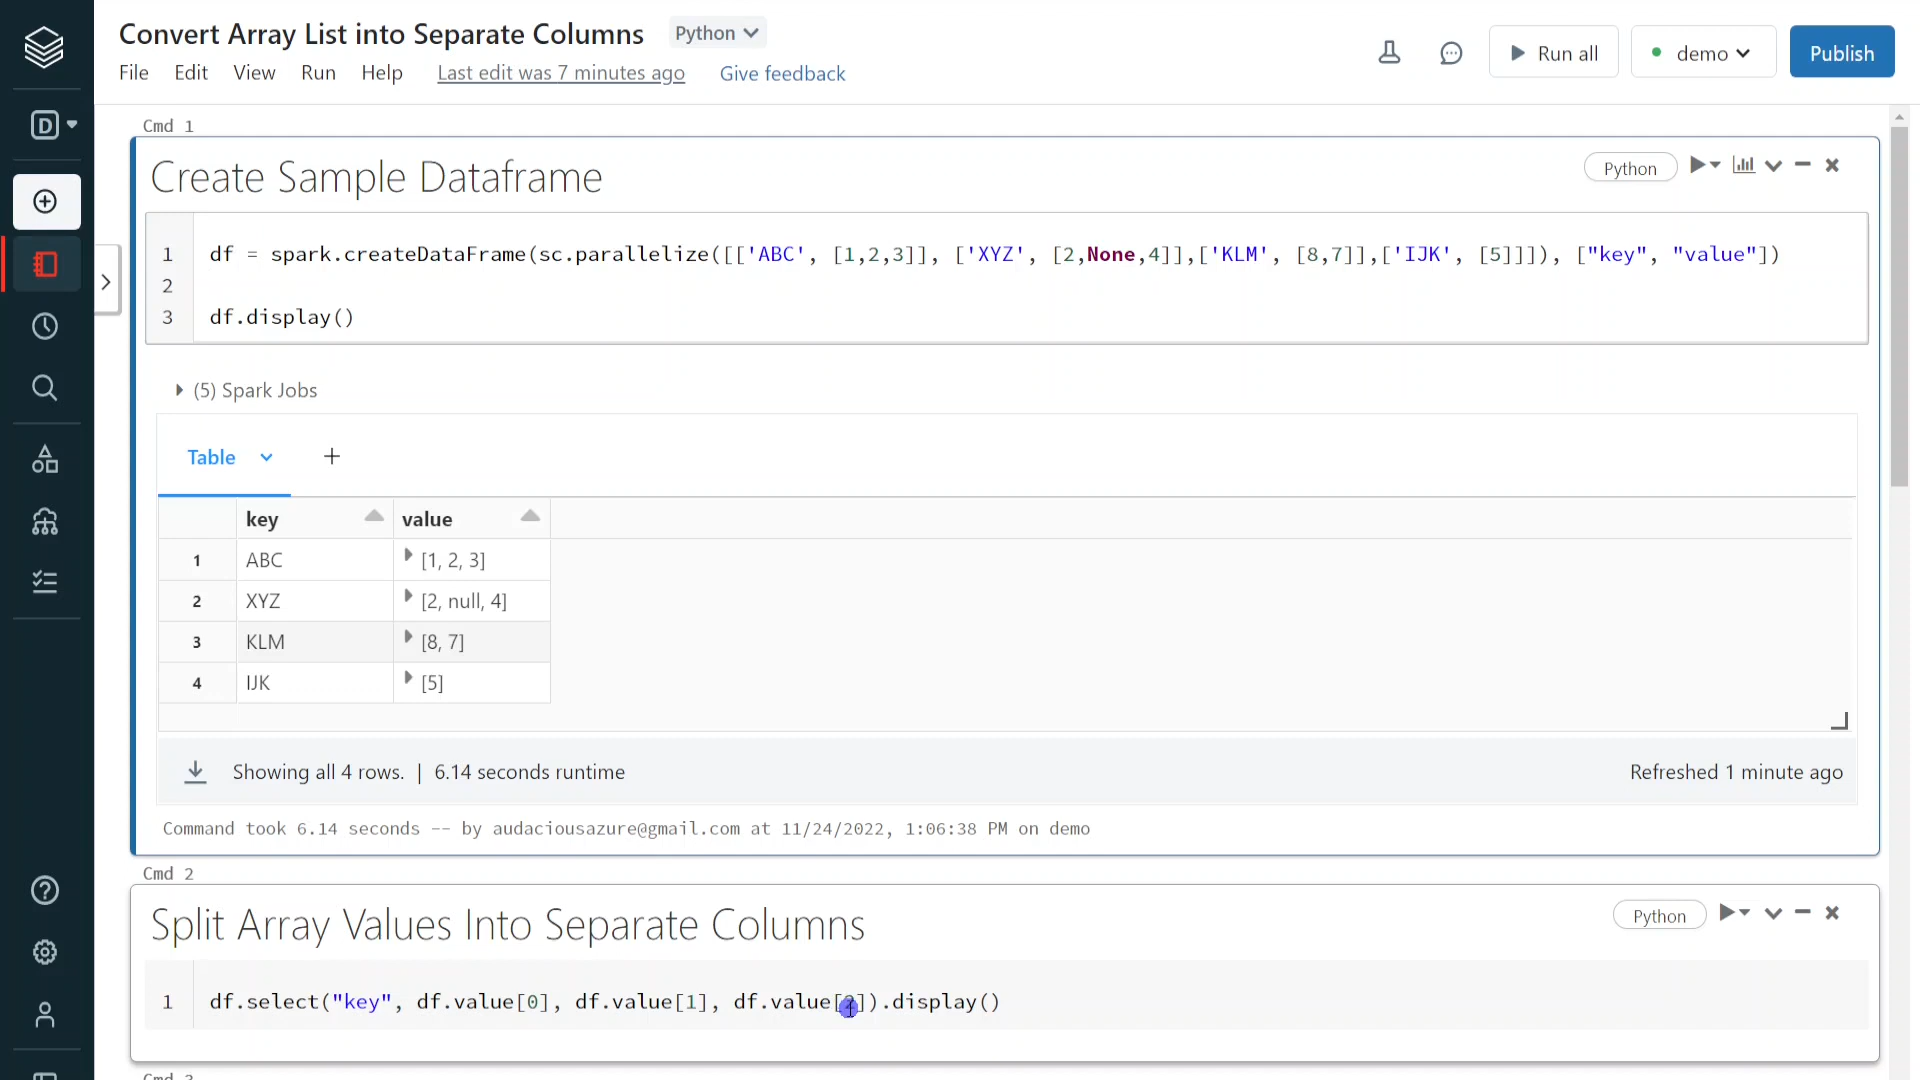 Convert Array List into Separate Columns Python
File Edit View Run Help Last edit was 7 minutes ago Give feedback
Run all demo Publish
D
Cmd 1
Create Sample Dataframe
Python
1 df = spark.createDataFrame(sc.parallelize([['ABC', [1,2,3]], ['XYZ', [2,None,4]],['KLM', [8,7]],['IJK', [5]]]), ["key", "value"])
2
3 df.display()
(5) Spark Jobs
Table +
key value
1 ABC [1, 2, 3]
2 XYZ [2, null, 4]
3 KLM [8, 7]
4 IJK [5]
Showing all 4 rows. | 6.14 seconds runtime Refreshed 1 minute ago
Command took 6.14 seconds -- by audaciousazure@gmail.com at 11/24/2022, 1:06:38 PM on demo
Cmd 2
Split Array Values Into Separate Columns
Python
1 df.select("key", df.value[0], df.value[1], df.value[2]).display()